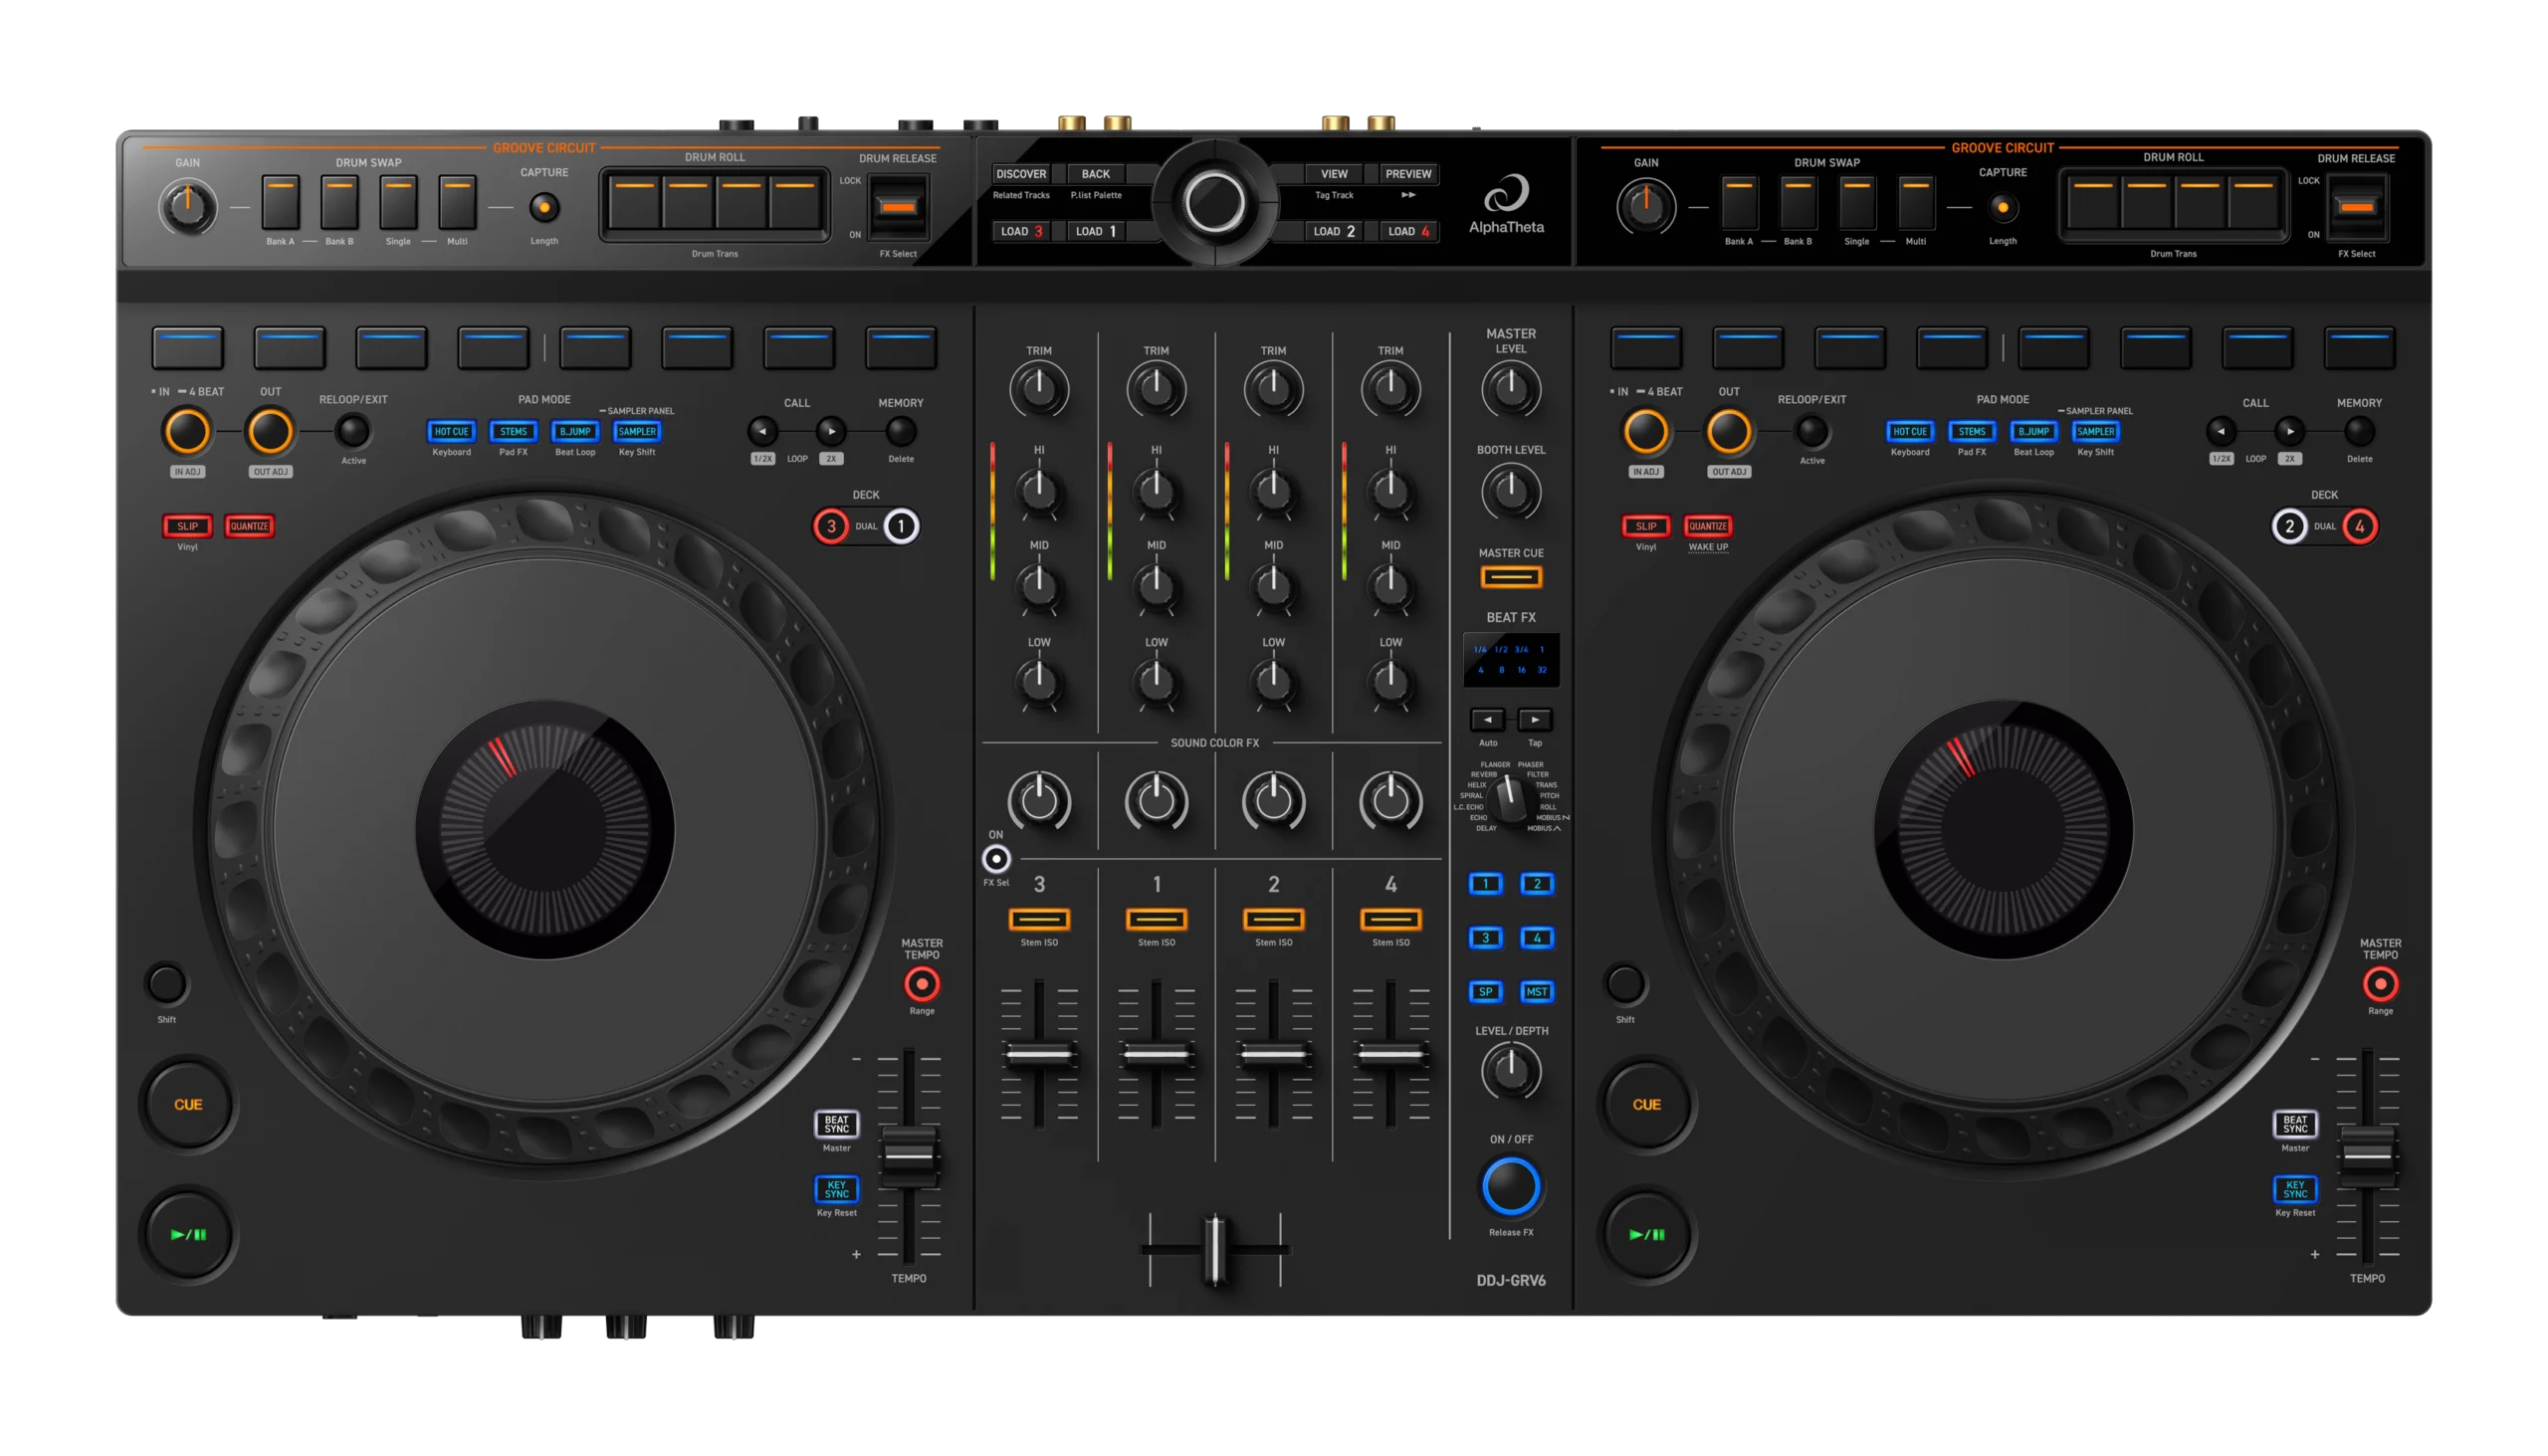 GROOVE CIRCUIT
GAIN
DRUM SWAP
CAPTURE
DRUM ROLL
DRUM RELEASE
LOCK
ON
Bank A
Bank B
Single
Multi
Length
Drum Trans
FX Select
DISCOVER
BACK
Related Tracks
P.list Palette
LOAD 3
LOAD 1
VIEW
PREVIEW
Tag Track
LOAD 2
LOAD 4
AlphaTheta
GROOVE CIRCUIT
GAIN
DRUM SWAP
CAPTURE
DRUM ROLL
DRUM RELEASE
LOCK
ON
Bank A
Bank B
Single
Multi
Length
Drum Trans
FX Select
IN
4 BEAT
OUT
RELOOP/EXIT
IN ADJ
OUT ADJ
Active
PAD MODE
SAMPLER PANEL
HOT CUE
STEMS
B.JUMP
SAMPLER
Keyboard
Pad FX
Beat Loop
Key Shift
CALL
MEMORY
1/2X
LOOP
2X
Delete
SLIP
QUANTIZE
Vinyl
DECK
3
DUAL
1
MASTER
TEMPO
Range
Shift
CUE
BEAT
SYNC
Master
KEY
SYNC
Key Reset
-
+
TEMPO
TRIM
TRIM
TRIM
TRIM
HI
HI
HI
HI
MID
MID
MID
MID
LOW
LOW
LOW
LOW
SOUND COLOR FX
ON
FX Sel
3
1
2
4
Stem ISO
Stem ISO
Stem ISO
Stem ISO
MASTER
LEVEL
BOOTH LEVEL
MASTER CUE
BEAT FX
1/4 1/2 3/4 1
4 8 16 32
Auto
Tap
FLANGER
PHASER
REVERB
FILTER
HELIX
TRANS
SPIRAL
PITCH
L.C. ECHO
ROLL
ECHO
MOBIUS
DELAY
MOBIUS
1
2
3
4
SP
MST
LEVEL / DEPTH
ON / OFF
Release FX
DDJ-GRV6
IN
4 BEAT
OUT
RELOOP/EXIT
IN ADJ
OUT ADJ
Active
PAD MODE
SAMPLER PANEL
HOT CUE
STEMS
B.JUMP
SAMPLER
Keyboard
Pad FX
Beat Loop
Key Shift
CALL
MEMORY
1/2X
LOOP
2X
Delete
SLIP
QUANTIZE
Vinyl
WAKE UP
DECK
2
DUAL
4
MASTER
TEMPO
Range
Shift
CUE
BEAT
SYNC
Master
KEY
SYNC
Key Reset
-
+
TEMPO